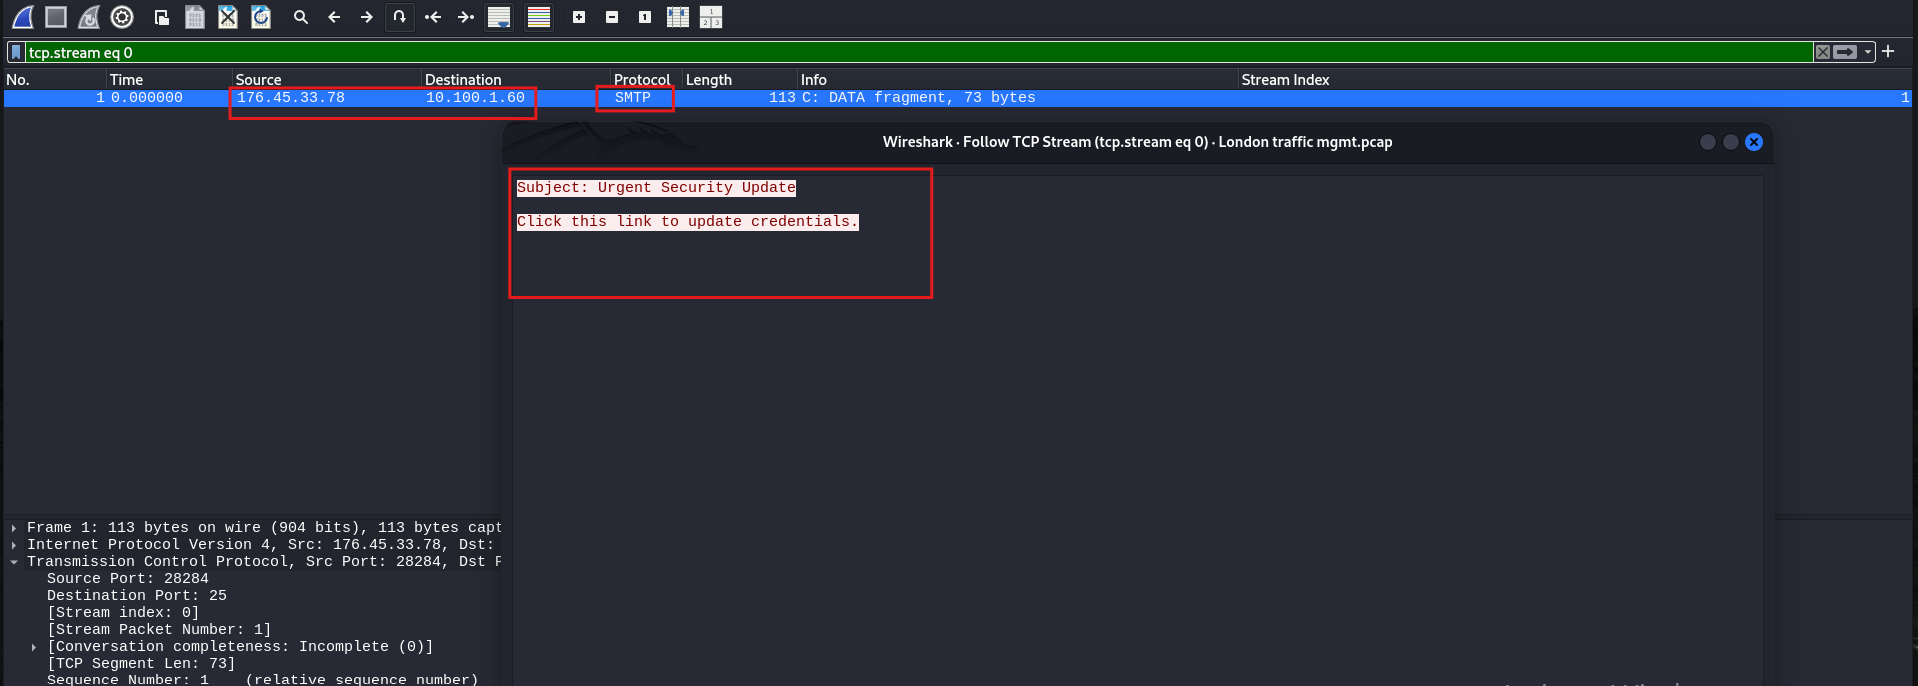 tcp.stream eq 0
No. Time Source Destination Protocol Length Info Stream Index
1 0.000000 176.45.33.78 10.100.1.60 SMTP 113 C: DATA fragment, 73 bytes 1
Wireshark · Follow TCP Stream (tcp.stream eq 0) · London traffic mgmt.pcap
Subject: Urgent Security Update
Click this link to update credentials.
Frame 1: 113 bytes on wire (904 bits), 113 bytes capt
Internet Protocol Version 4, Src: 176.45.33.78, Dst:
Transmission Control Protocol, Src Port: 28284, Dst P
Source Port: 28284
Destination Port: 25
[Stream index: 0]
[Stream Packet Number: 1]
[Conversation completeness: Incomplete (0)]
[TCP Segment Len: 73]
Sequence Number: 1 (relative sequence number)